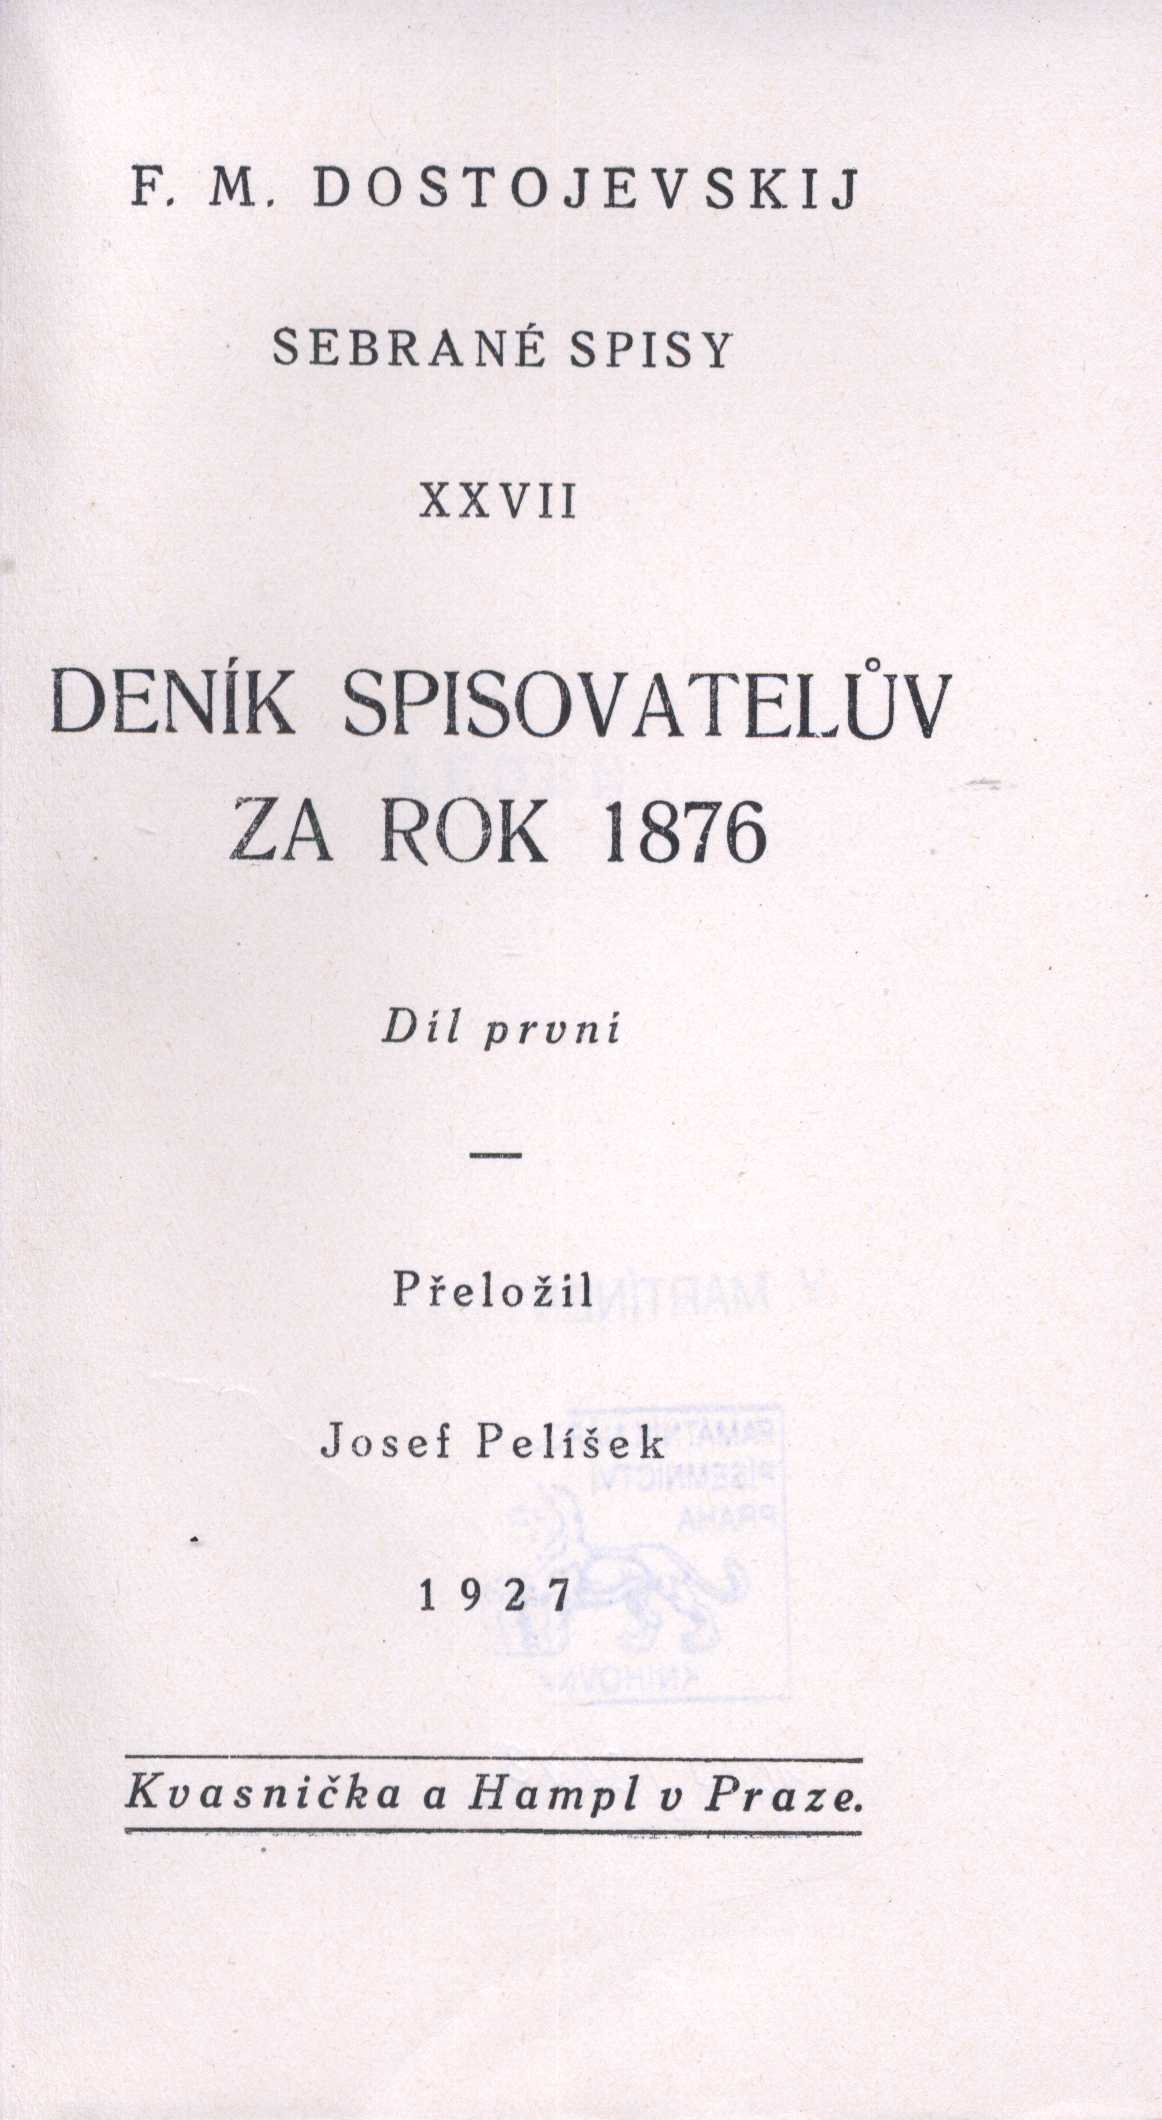 F. M. DOSTOJEVSKIJ
SEBRANÉ SPISY
XXVII
DENÍK SPISOVATELŮV
ZA ROK 1876
Díl první
—
Přeložil
Josef Pelíšek
1927
Kvasnička a Hampl v Praze.